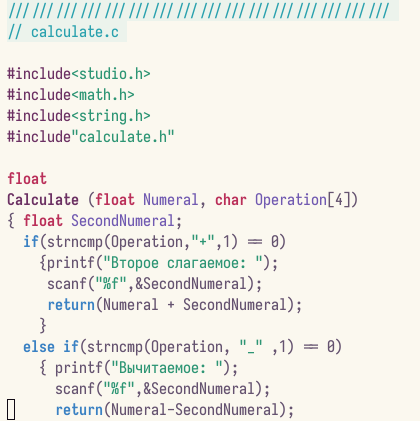 /// /// /// /// /// /// /// /// /// /// /// /// /// /// /// ///
// calculate.c
#include<studio.h>
#include<math.h>
#include<string.h>
#include"calculate.h"
float
Calculate (float Numeral, char Operation[4])
{ float SecondNumeral;
if(strncmp(Operation,"+",1) == 0)
{printf("Второе слагаемое: ");
scanf("%f",&SecondNumeral);
return(Numeral + SecondNumeral);
}
else if(strncmp(Operation, "_" ,1) == 0)
{ printf("Вычитаемое: ");
scanf("%f",&SecondNumeral);
return(Numeral-SecondNumeral);